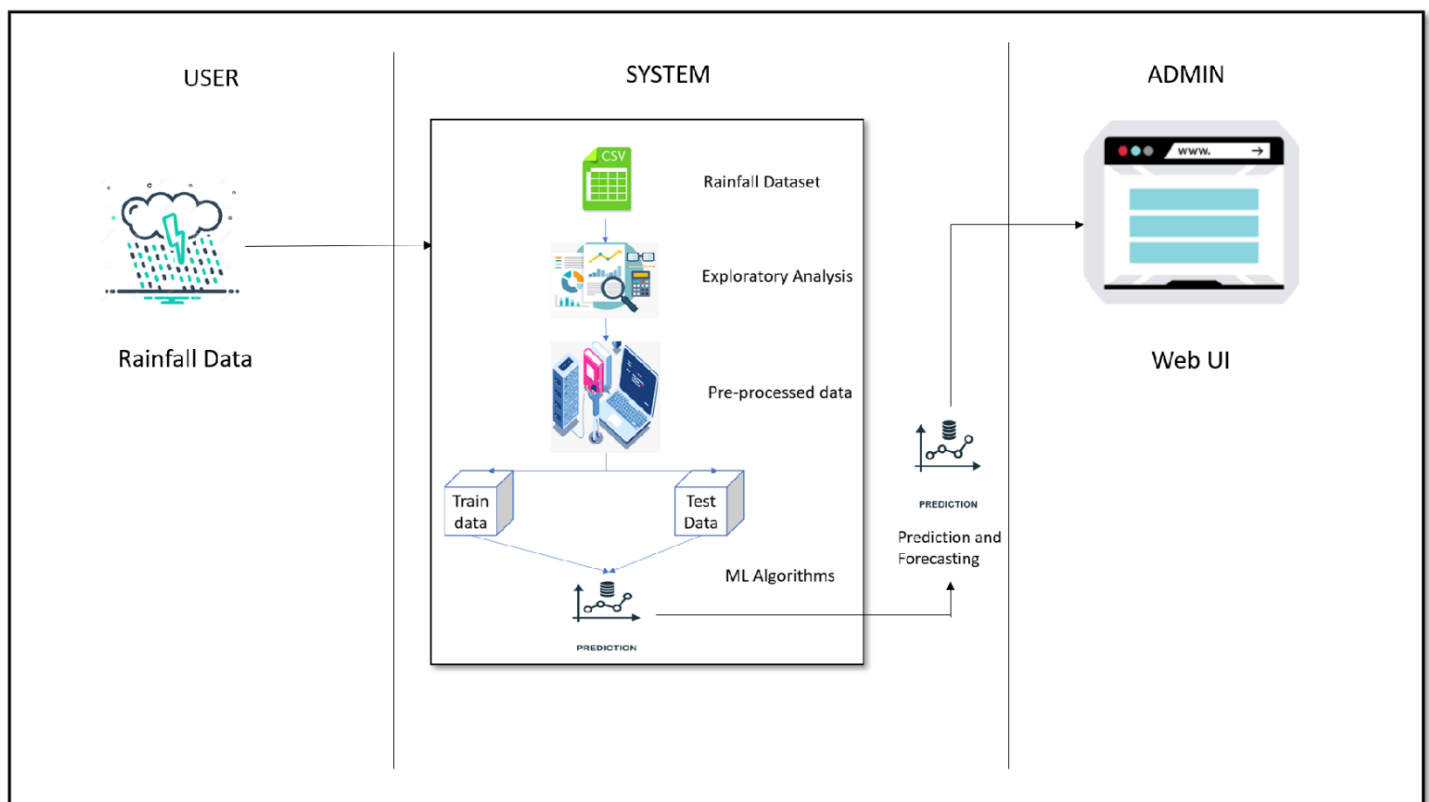 USER
SYSTEM
ADMIN
CSV
Rainfall Dataset
www.
Exploratory Analysis
Rainfall Data
Web UI
Pre-processed data
Train
data
Test
Data
PREDICTION
Prediction and
Forecasting
ML Algorithms
PREDICTION